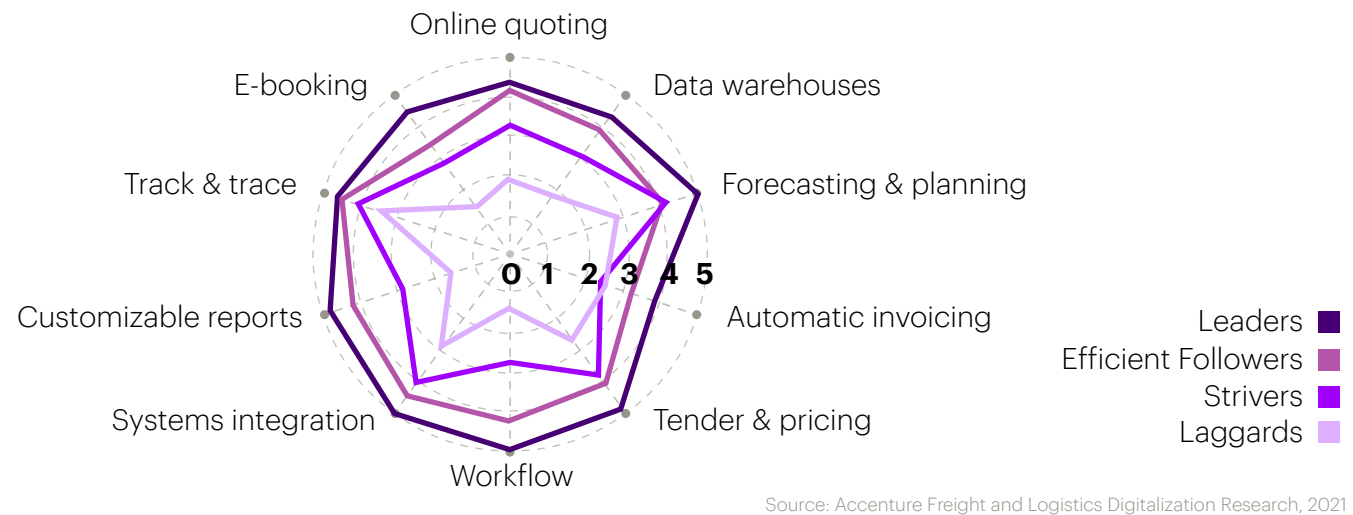 Online quoting
E-booking
Data warehouses
Track & trace
Forecasting & planning
0 1 2 3 4 5
Customizable reports
Automatic invoicing
Leaders
Efficient Followers
Strivers
Systems integration
Tender & pricing
Laggards
Workflow
Source: Accenture Freight and Logistics Digitalization Research, 2021